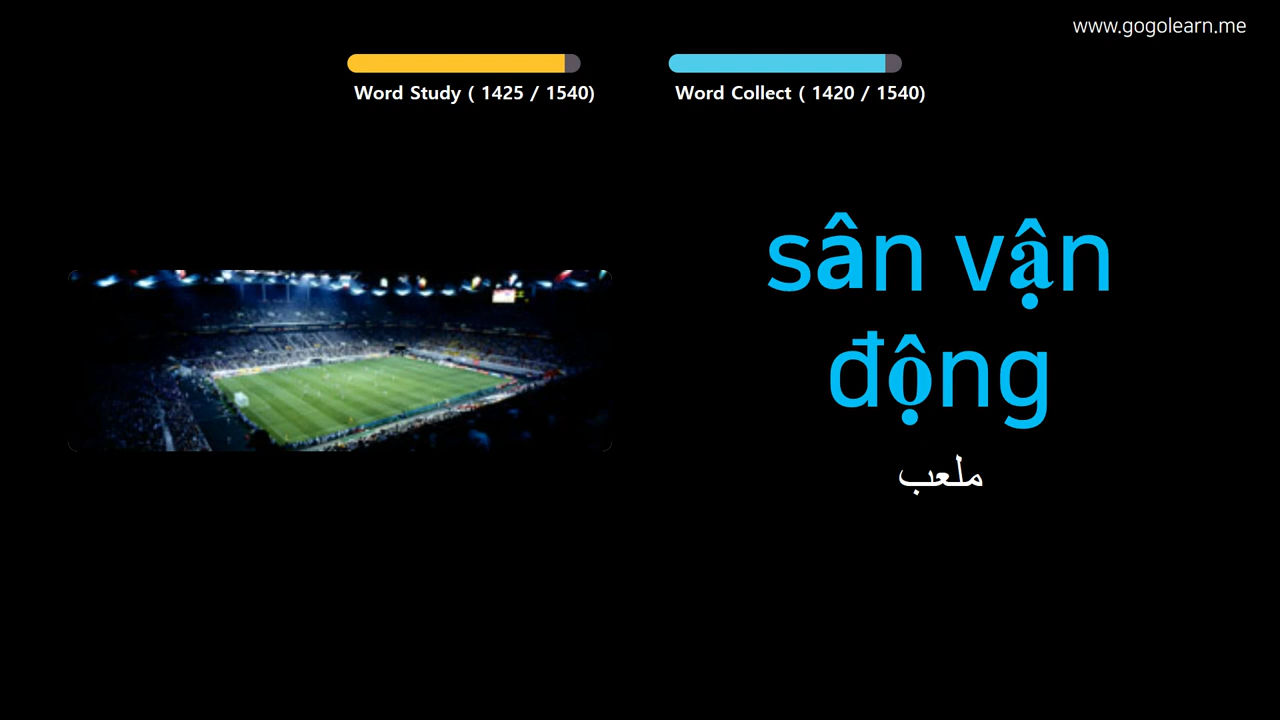 www.gogolearn.me
Word Study ( 1425 / 1540)
Word Collect ( 1420 / 1540)
sân vận
động
ملعب